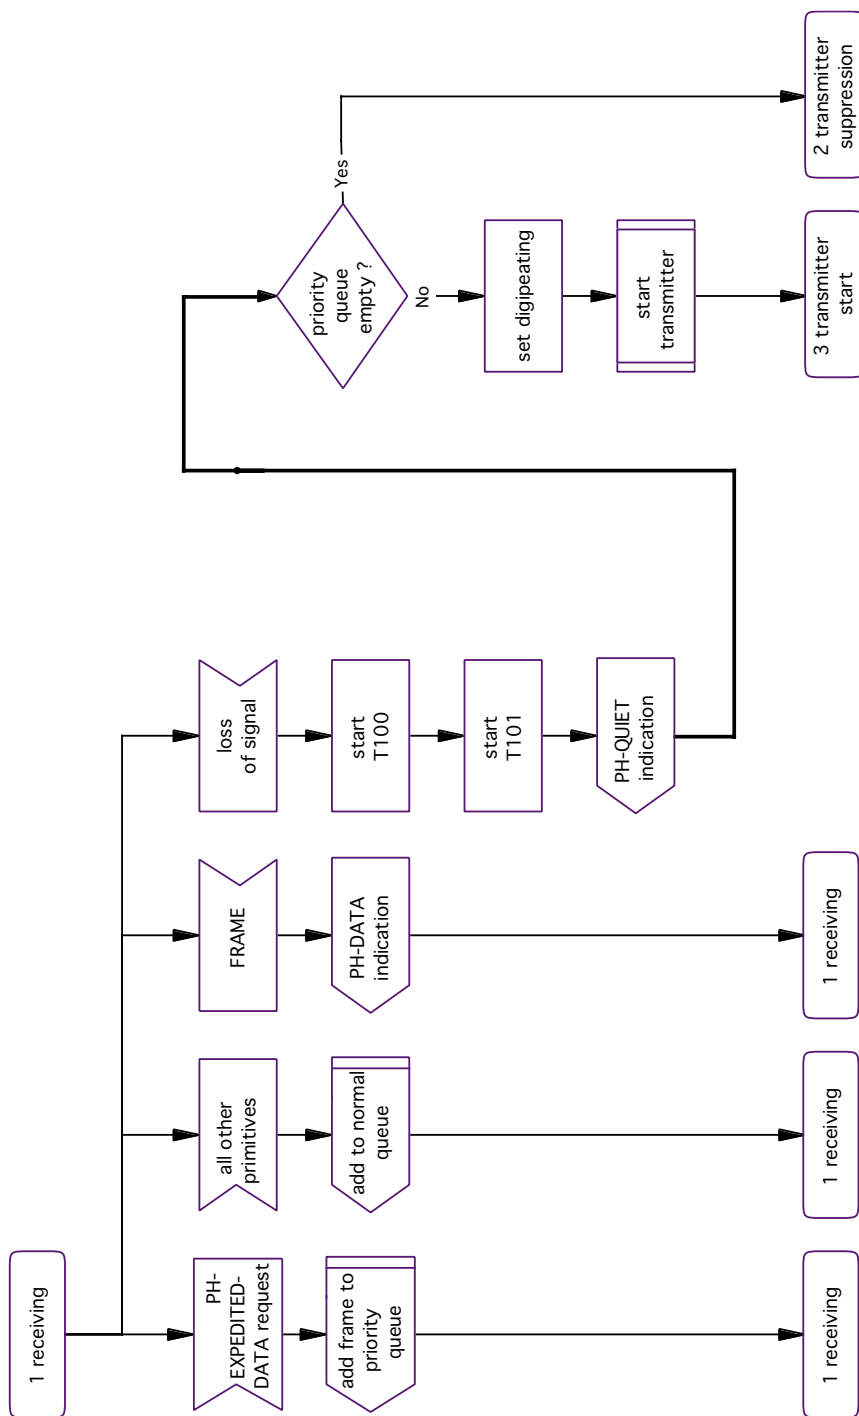 1 receiving
PH-
EXPEDITED-
DATA request
add frame to
priority
queue
1 receiving
all other
primitives
add to normal
queue
1 receiving
FRAME
PH-DATA
indication
1 receiving
loss
of signal
start
T100
start
T101
PH-QUIET
indication
priority
queue
empty ?
No
Yes
set digipeating
start
transmitter
3 transmitter
start
2 transmitter
suppression